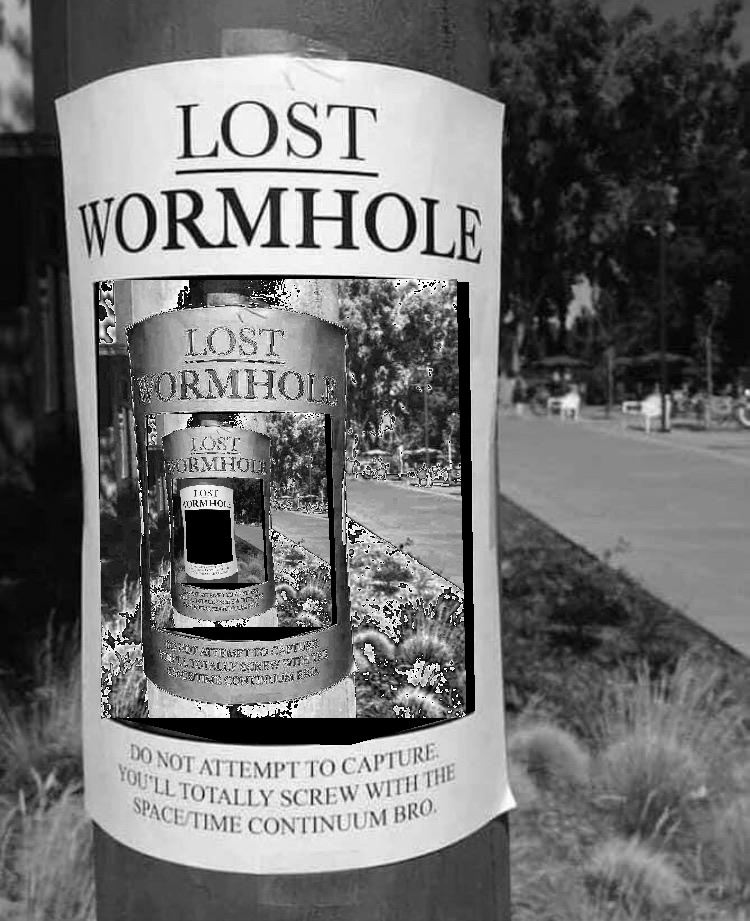 LOST
WORMHOLE
LOST
WORMHOLE
LOST
WORMHOLE
LOST
WORMHOLE
DO NOT ATTEMPT TO CAPTURE.
YOU'LL TOTALLY SCREW WITH THE
SPACE/TIME CONTINUUM BRO.